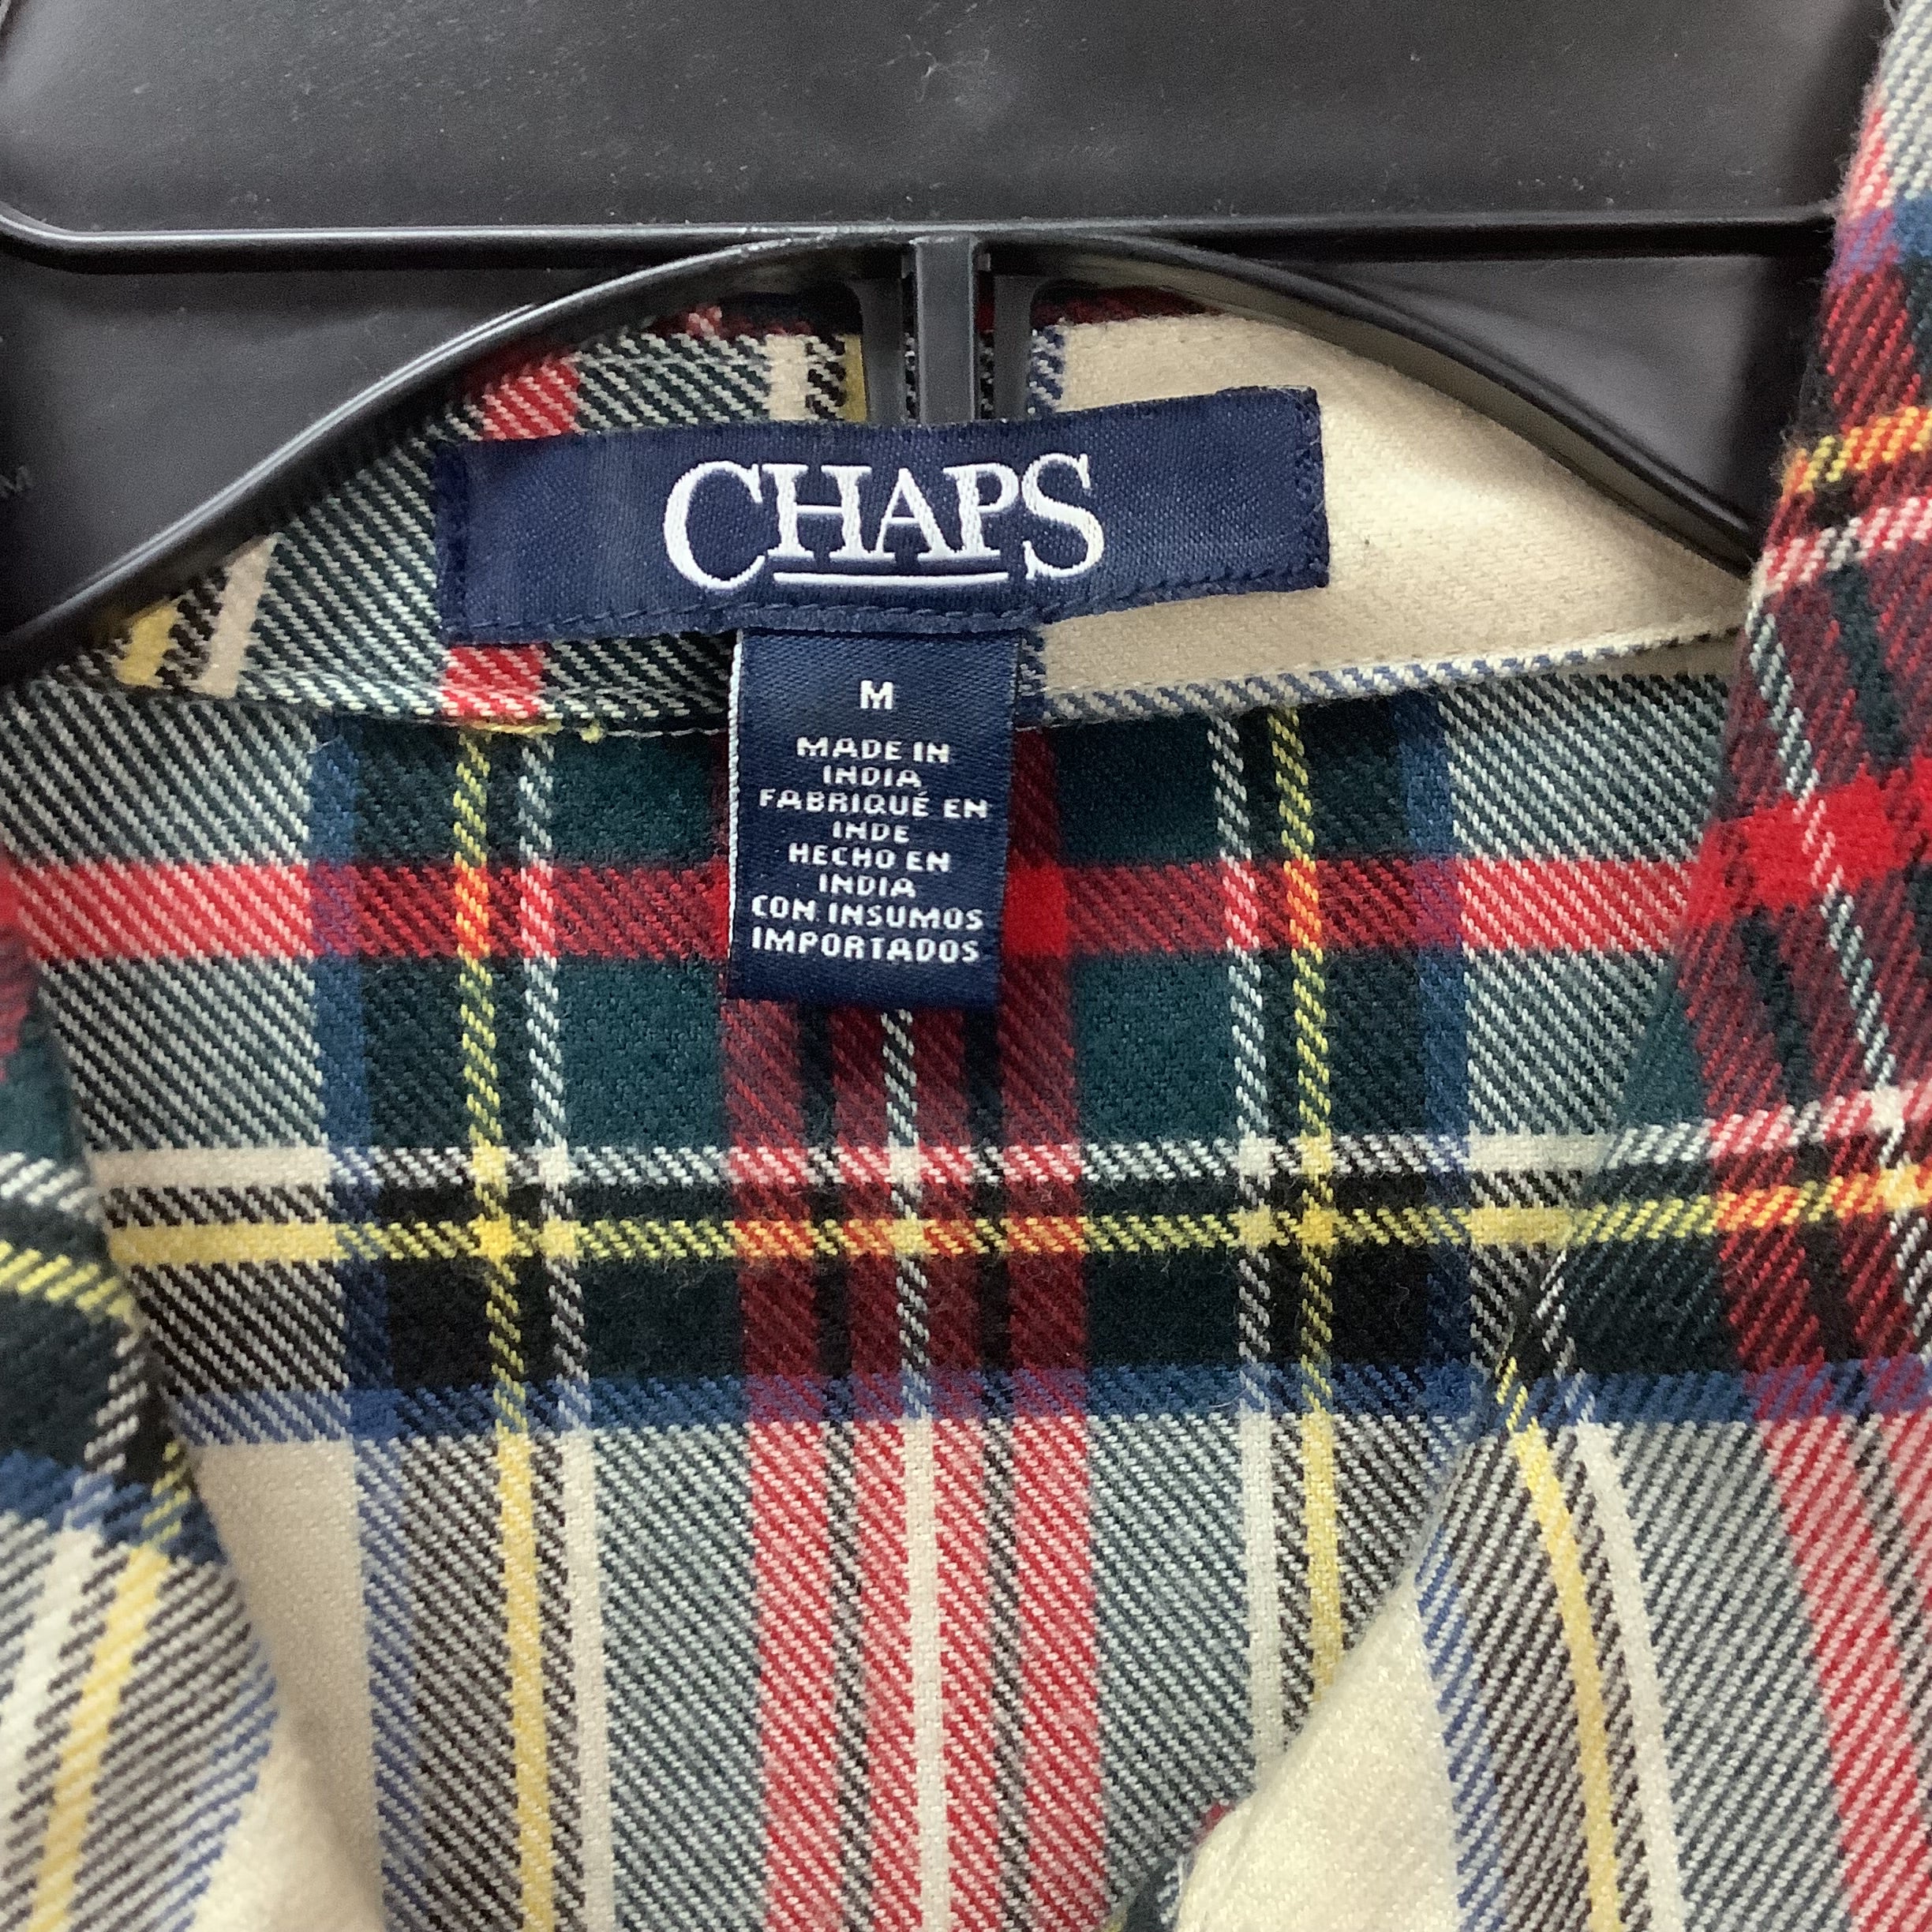 CHAPS
M
MADE IN
INDIA
FABRIQUÉ EN
INDE
HECHO EN
INDIA
CON INSUMOS
IMPORTADOS